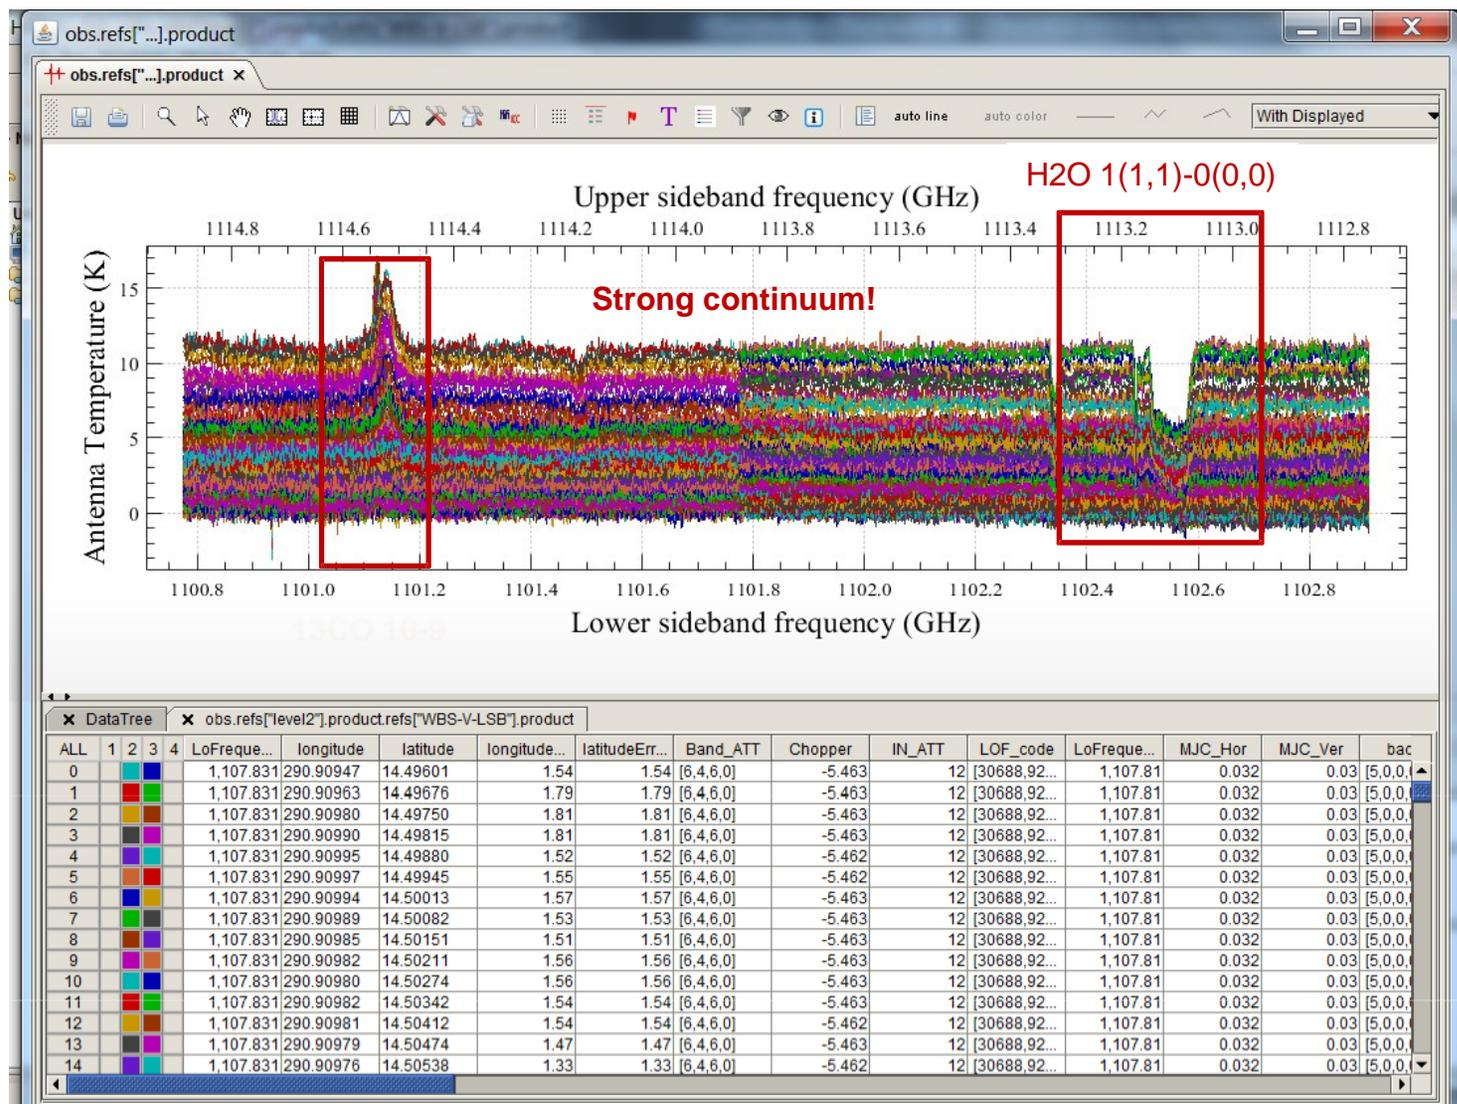 obs.refs["...].product
obs.refs["...].product
auto line auto color With Displayed
H2O 1(1,1)-0(0,0)
Upper sideband frequency (GHz)
1114.8 1114.6 1114.4 1114.2 1114.0 1113.8 1113.6 1113.4 1113.2 1113.0 1112.8
Strong continuum!
Antenna Temperature (K)
15
10
5
0
1100.8 1101.0 1101.2 1101.4 1101.6 1101.8 1102.0 1102.2 1102.4 1102.6 1102.8
13CO 10-9
Lower sideband frequency (GHz)
DataTree obs.refs["level2"].product.refs["WBS-V-LSB"].product
ALL 1 2 3 4 LoFreque... longitude latitude longitude... latitudeErr... Band_ATT Chopper IN_ATT LOF_code LoFreque... MJC_Hor MJC_Ver bac
0 1,107.831 290.90947 14.49601 1.54 1.54 [6,4,6,0] -5.463 12 [30688,92... 1,107.81 0.032 0.03 [5,0,0,
1 1,107.831 290.90963 14.49676 1.79 1.79 [6,4,6,0] -5.463 12 [30688,92... 1,107.81 0.032 0.03 [5,0,0,
2 1,107.831 290.90980 14.49750 1.81 1.81 [6,4,6,0] -5.463 12 [30688,92... 1,107.81 0.032 0.03 [5,0,0,
3 1,107.831 290.90990 14.49815 1.81 1.81 [6,4,6,0] -5.463 12 [30688,92... 1,107.81 0.032 0.03 [5,0,0,
4 1,107.831 290.90995 14.49880 1.52 1.52 [6,4,6,0] -5.462 12 [30688,92... 1,107.81 0.032 0.03 [5,0,0,
5 1,107.831 290.90997 14.49945 1.55 1.55 [6,4,6,0] -5.462 12 [30688,92... 1,107.81 0.032 0.03 [5,0,0,
6 1,107.831 290.90994 14.50013 1.57 1.57 [6,4,6,0] -5.463 12 [30688,92... 1,107.81 0.032 0.03 [5,0,0,
7 1,107.831 290.90989 14.50082 1.53 1.53 [6,4,6,0] -5.463 12 [30688,92... 1,107.81 0.032 0.03 [5,0,0,
8 1,107.831 290.90985 14.50151 1.51 1.51 [6,4,6,0] -5.463 12 [30688,92... 1,107.81 0.032 0.03 [5,0,0,
9 1,107.831 290.90982 14.50211 1.56 1.56 [6,4,6,0] -5.463 12 [30688,92... 1,107.81 0.032 0.03 [5,0,0,
10 1,107.831 290.90980 14.50274 1.56 1.56 [6,4,6,0] -5.463 12 [30688,92... 1,107.81 0.032 0.03 [5,0,0,
11 1,107.831 290.90982 14.50342 1.54 1.54 [6,4,6,0] -5.463 12 [30688,92... 1,107.81 0.032 0.03 [5,0,0,
12 1,107.831 290.90981 14.50412 1.54 1.54 [6,4,6,0] -5.462 12 [30688,92... 1,107.81 0.032 0.03 [5,0,0,
13 1,107.831 290.90979 14.50474 1.47 1.47 [6,4,6,0] -5.463 12 [30688,92... 1,107.81 0.032 0.03 [5,0,0,
14 1,107.831 290.90976 14.50538 1.33 1.33 [6,4,6,0] -5.462 12 [30688,92... 1,107.81 0.032 0.03 [5,0,0,